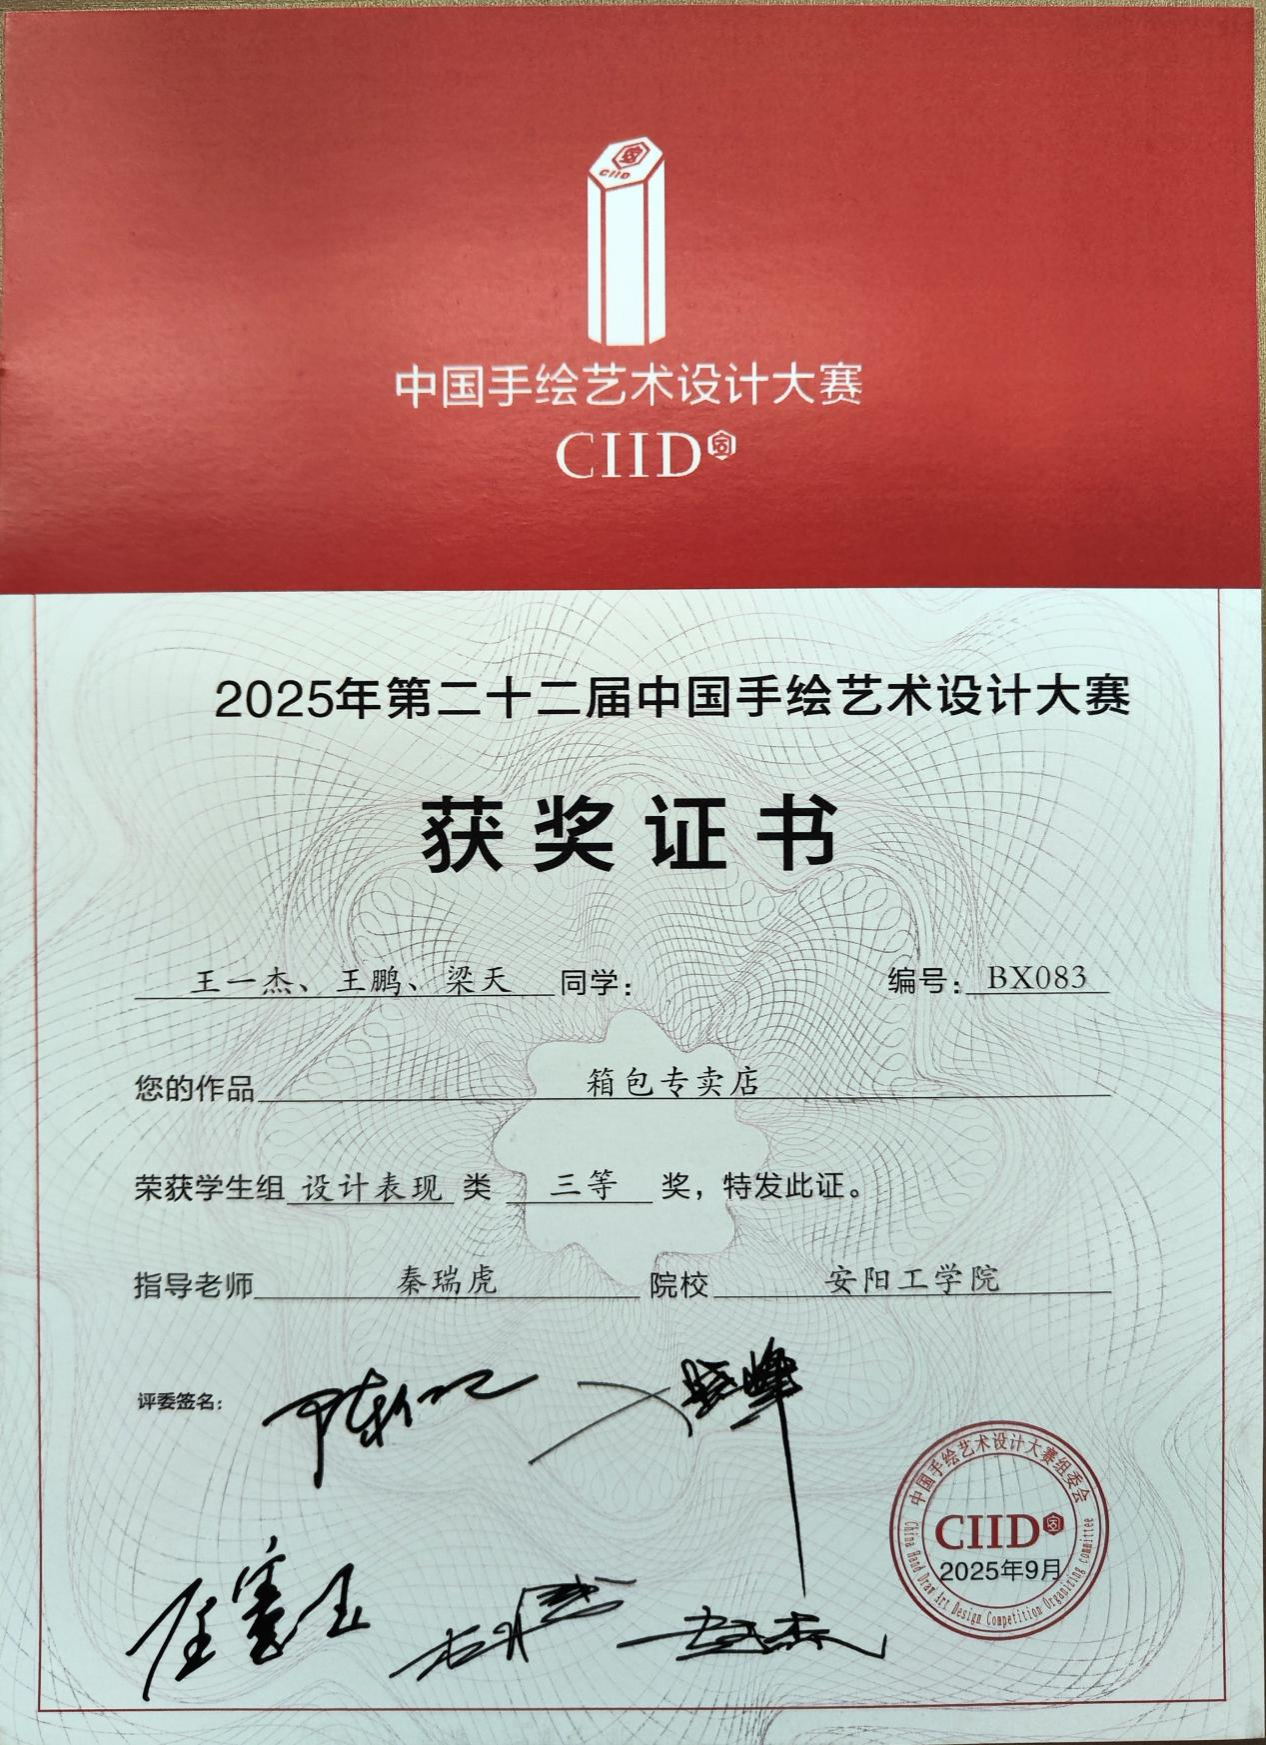 CIID
中国手绘艺术设计大赛
CIID
2025年第二十二届中国手绘艺术设计大赛
获奖证书
王一杰、王鹏、梁天 同学： 编号：BX083
您的作品 箱包专卖店
荣获学生组 设计表现 类 三等 奖，特发此证。
指导老师 秦瑞虎 院校 安阳工学院
评委签名：
中国手绘艺术设计大赛组委会
CIID
2025年9月
China Hand Draw Art Design Competition Organizing committee